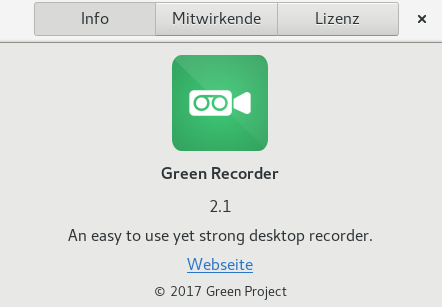 Info Mitwirkende Lizenz ×
Green Recorder
2.1
An easy to use yet strong desktop recorder.
Webseite
© 2017 Green Project